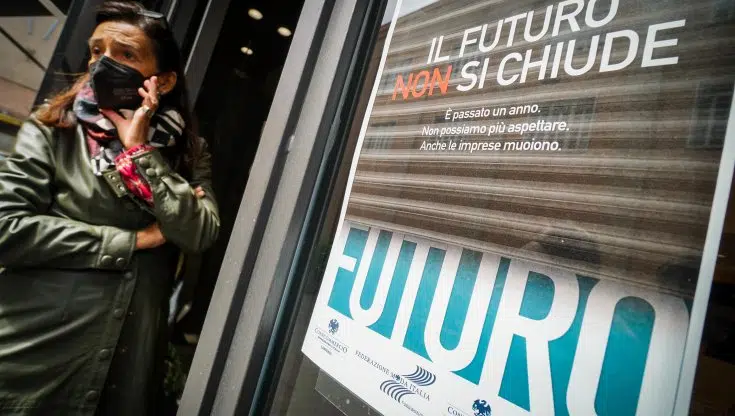 IL FUTURO
NON SI CHIUDE
È passato un anno.
Non possiamo più aspettare.
Anche le imprese muoiono.
FUTURO
CONFCOMMERCIO
FEDERAZIONE MODA ITALIA